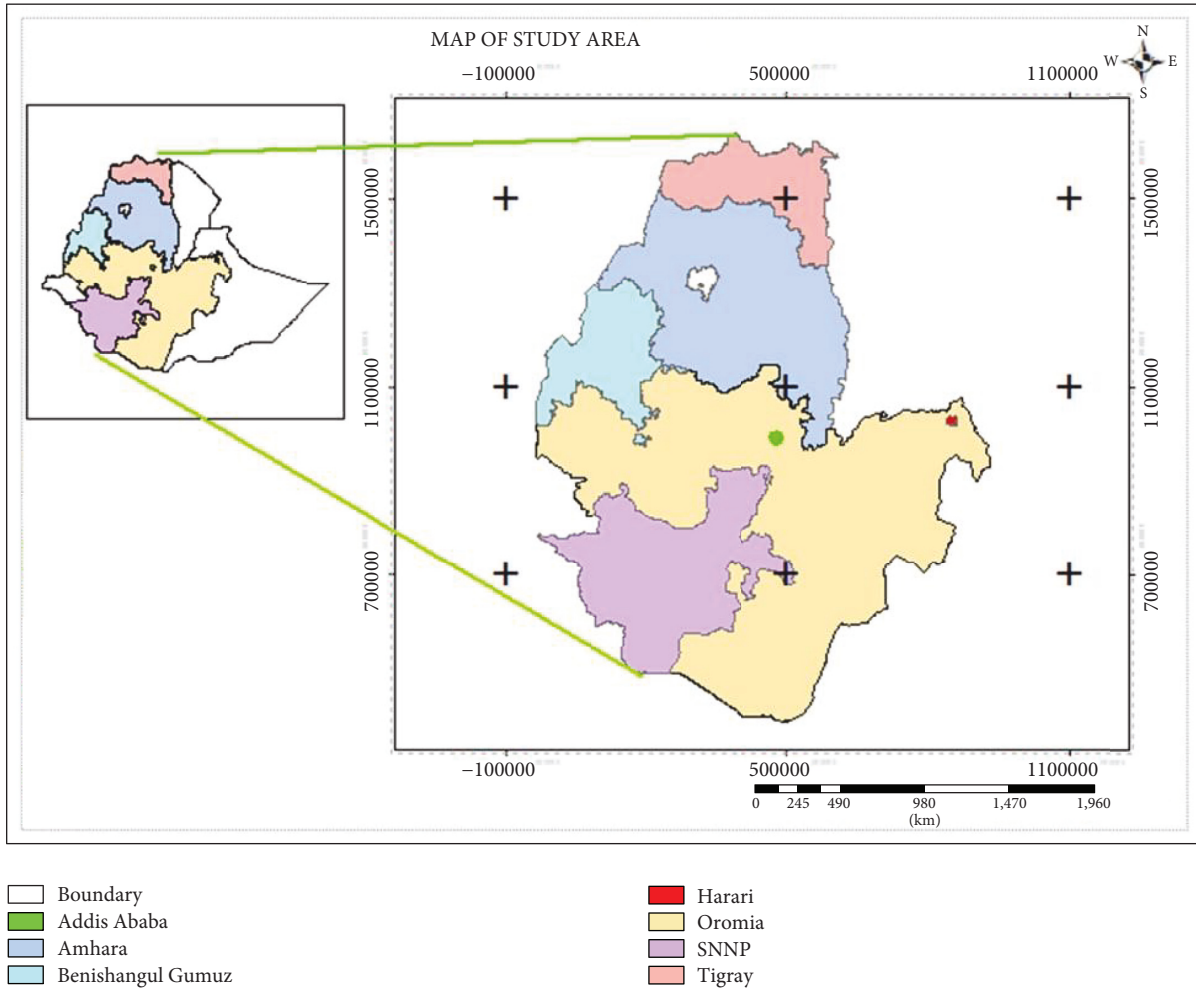 MAP OF STUDY AREA
N
W E
S
−100000 500000 1100000
1500000 1500000
1100000 1100000
700000 700000
−100000 500000 1100000
0 245 490 980 1,470 1,960
(km)
Boundary
Addis Ababa
Amhara
Benishangul Gumuz
Harari
Oromia
SNNP
Tigray